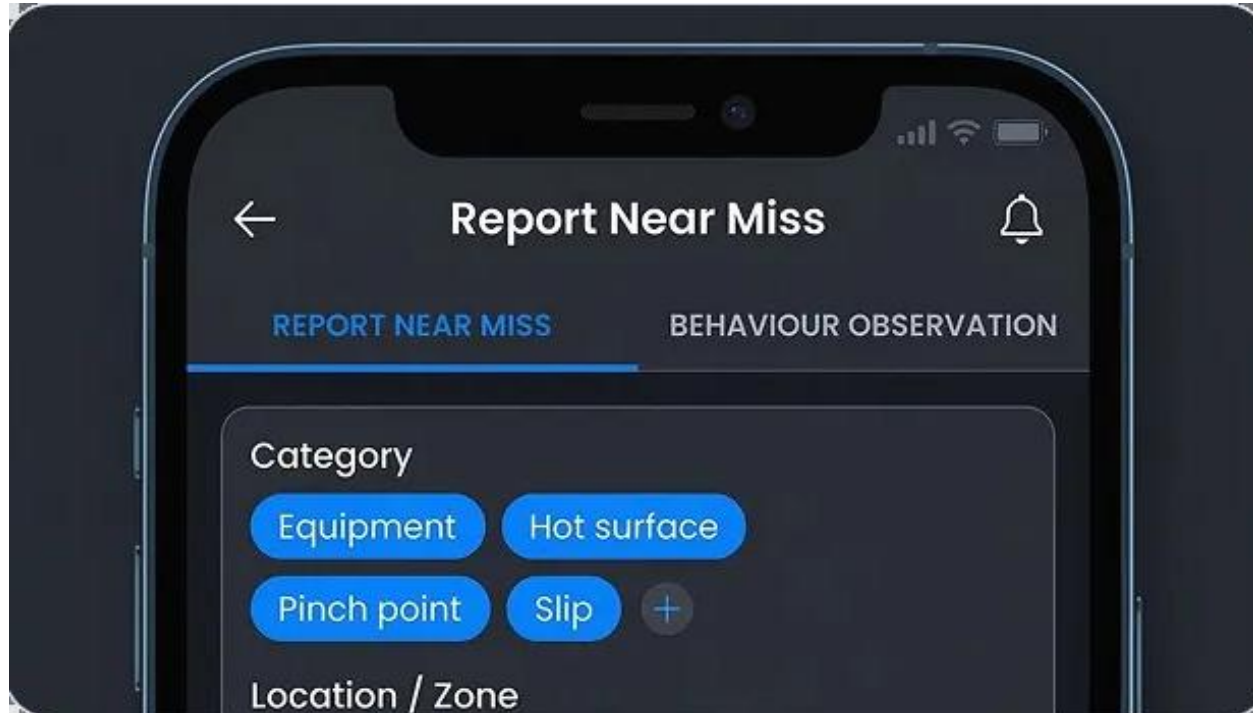 Report Near Miss
REPORT NEAR MISS BEHAVIOUR OBSERVATION
Category
Equipment Hot surface
Pinch point Slip +
Location / Zone